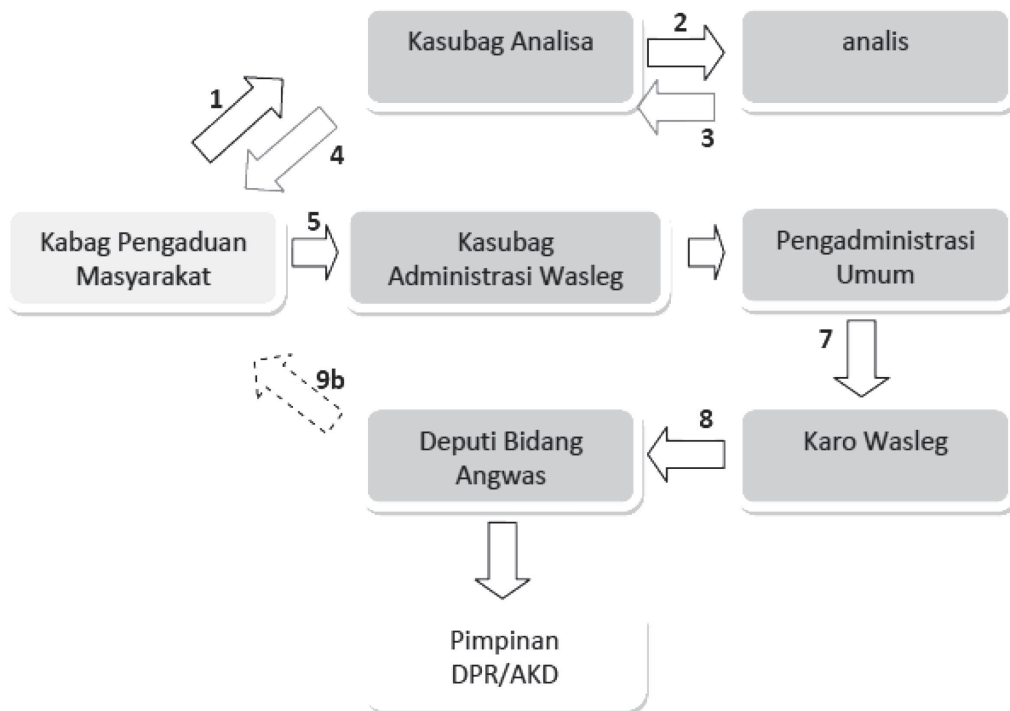 Kasubag Analisa
2
analis
1
3
4
Kabag Pengaduan
Masyarakat
5
Kasubag
Administrasi Wasleg
Pengadministrasi
Umum
7
9b
Deputi Bidang
Angwas
8
Karo Wasleg
Pimpinan
DPR/AKD